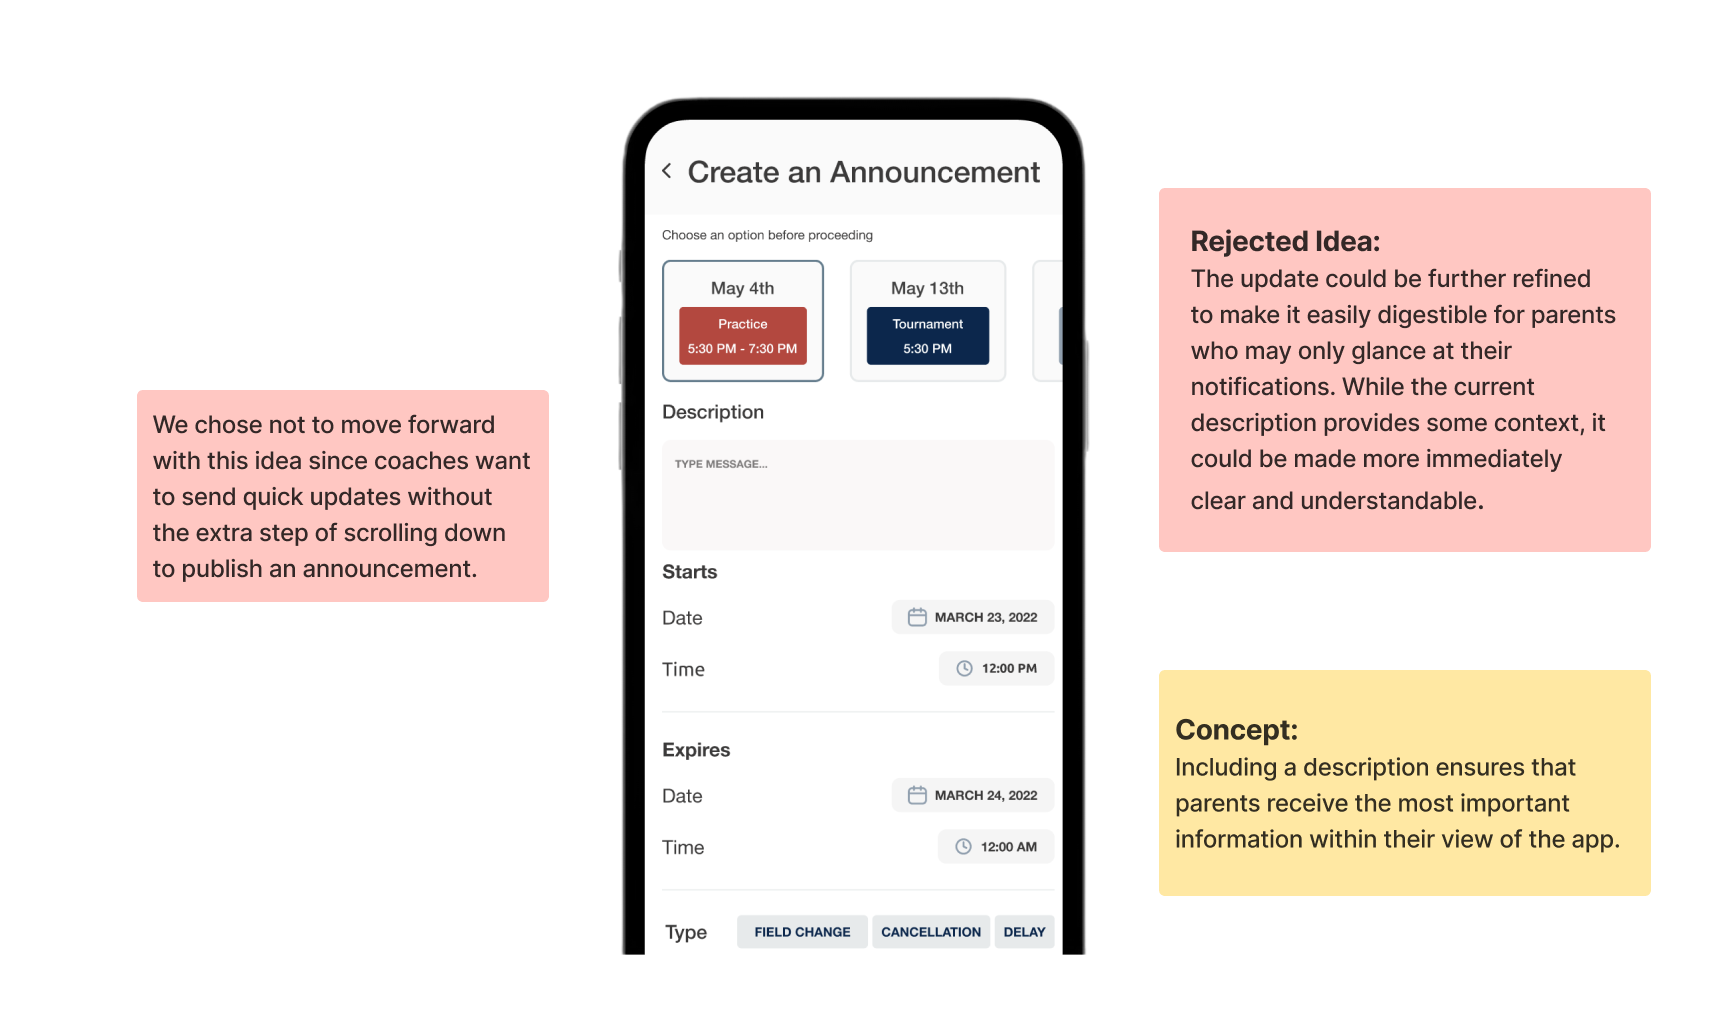 We chose not to move forward
with this idea since coaches want
to send quick updates without
the extra step of scrolling down
to publish an announcement.
Create an Announcement
Choose an option before proceeding
May 4th
Practice
5:30 PM - 7:30 PM
May 13th
Tournament
5:30 PM
Description
TYPE MESSAGE...
Starts
Date
MARCH 23, 2022
Time
12:00 PM
Expires
Date
MARCH 24, 2022
Time
12:00 AM
Type
FIELD CHANGE
CANCELLATION
DELAY
Rejected Idea:
The update could be further refined
to make it easily digestible for parents
who may only glance at their
notifications. While the current
description provides some context, it
could be made more immediately
clear and understandable.
Concept:
Including a description ensures that
parents receive the most important
information within their view of the app.